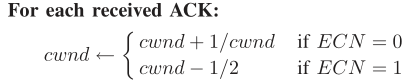 For each received ACK:
cwnd ← { cwnd + 1/cwnd if ECN = 0
cwnd − 1/2 if ECN = 1